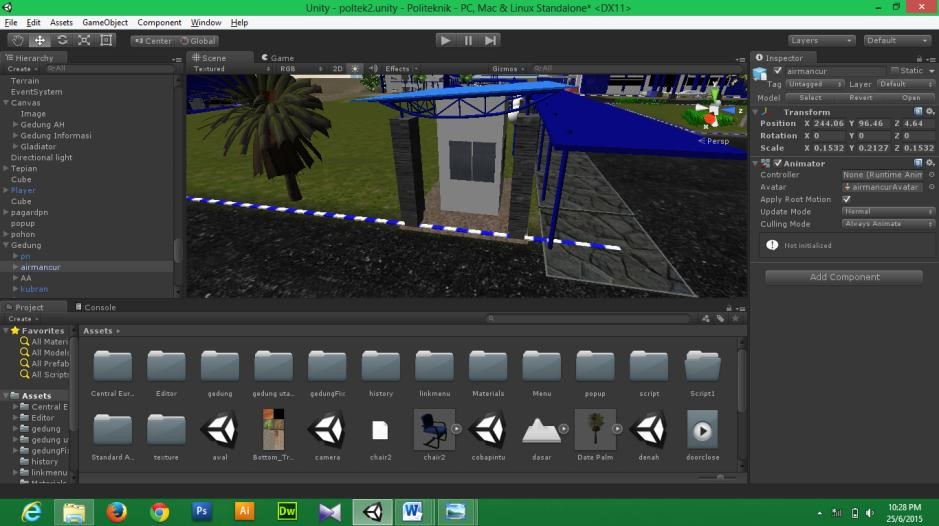 Unity - poltek2.unity - Politeknik - PC, Mac & Linux Standalone* <DX11>
File Edit Assets GameObject Component Window Help
Center Global
Layers Default
Hierarchy
Create All
Terrain
EventSystem
Canvas
Image
Gedung AH
Gedung Informasi
Gladiator
Directional light
Tepian
Cube
Player
Cube
pagardpn
popup
pohon
Gedung
pn
airmancur
AA
kubran
Scene Game
Textured RGB 2D Effects Gizmos All
y
z
x
Persp
Inspector
airmancur Static
Tag Untagged Layer Default
Model Select Revert Open
Transform
Position X 244.06 Y 96.46 Z 4.64
Rotation X 0 Y 0 Z 0
Scale X 0.1532 Y 0.2127 Z 0.1532
Animator
Controller None (Runtime Anim
Avatar airmancurAvatar
Apply Root Motion
Update Mode Normal
Culling Mode Always Animate
Not initialized
Add Component
Project Console
Create
Favorites
All Materi
All Models
All Prefab
All Scripts
Assets
Central E
Editor
gedung
gedung ut
gedungFix
history
linkmenu
Materials
Assets
Central Eur... Editor gedung gedung uta... gedungFix history linkmenu Materials Menu popup script Script1
Standard A... texture aval Bottom_Tr... camera chair2 chair2 cobapintu dasar Date Palm denah doorclose
Ps Ai Dw W
10:28 PM
25/6/2015